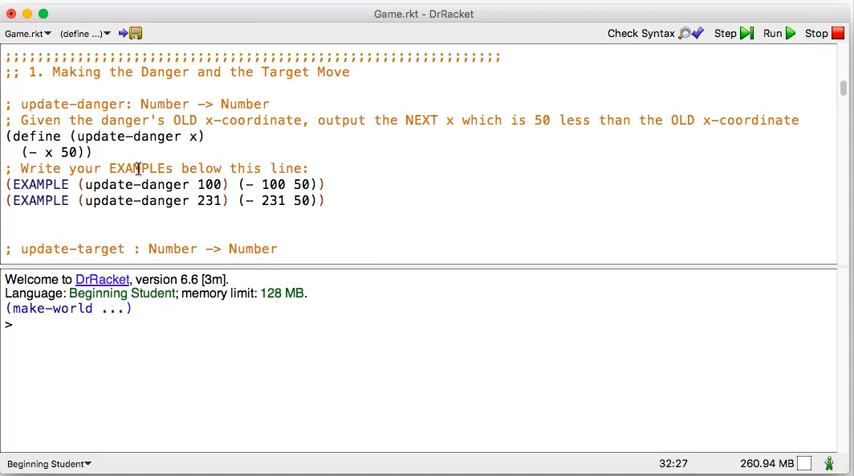 Game.rkt - DrRacket
Game.rkt▾ (define ...)▾ Check Syntax Step Run Stop
;;;;;;;;;;;;;;;;;;;;;;;;;;;;;;;;;;;;;;;;;;;;;;;;;;;;;;;;;;;;;
;; 1. Making the Danger and the Target Move
; update-danger: Number -> Number
; Given the danger's OLD x-coordinate, output the NEXT x which is 50 less than the OLD x-coordinate
(define (update-danger x)
(- x 50))
; Write your EXAMPLEs below this line:
(EXAMPLE (update-danger 100) (- 100 50))
(EXAMPLE (update-danger 231) (- 231 50))
; update-target : Number -> Number
Welcome to DrRacket, version 6.6 [3m].
Language: Beginning Student; memory limit: 128 MB.
(make-world ...)
>
Beginning Student▾ 32:27 260.94 MB